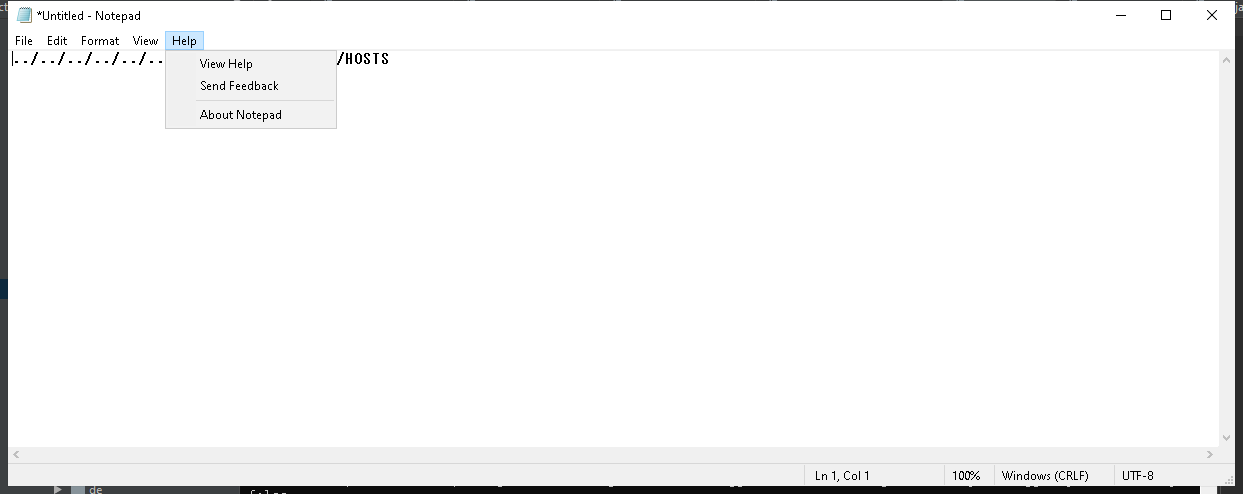 *Untitled - Notepad
File Edit Format View Help
../../../../../.. /HOSTS
View Help
Send Feedback
About Notepad
Ln 1, Col 1 100% Windows (CRLF) UTF-8
de